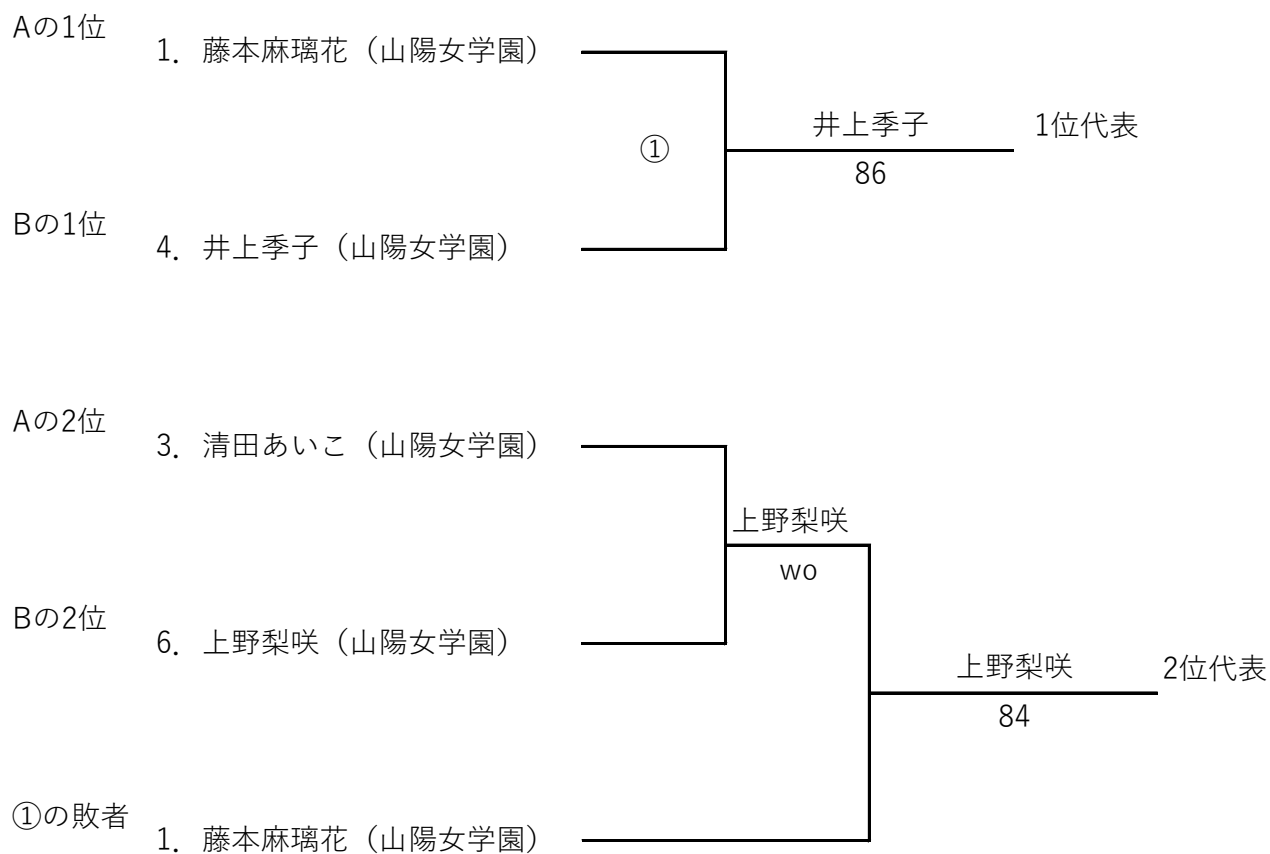 Aの1位
1．藤本麻璃花（山陽女学園）
①
井上季子
1位代表
86
Bの1位
4．井上季子（山陽女学園）
Aの2位
3．清田あいこ（山陽女学園）
上野梨咲
wo
Bの2位
6．上野梨咲（山陽女学園）
上野梨咲
2位代表
84
①の敗者
1．藤本麻璃花（山陽女学園）